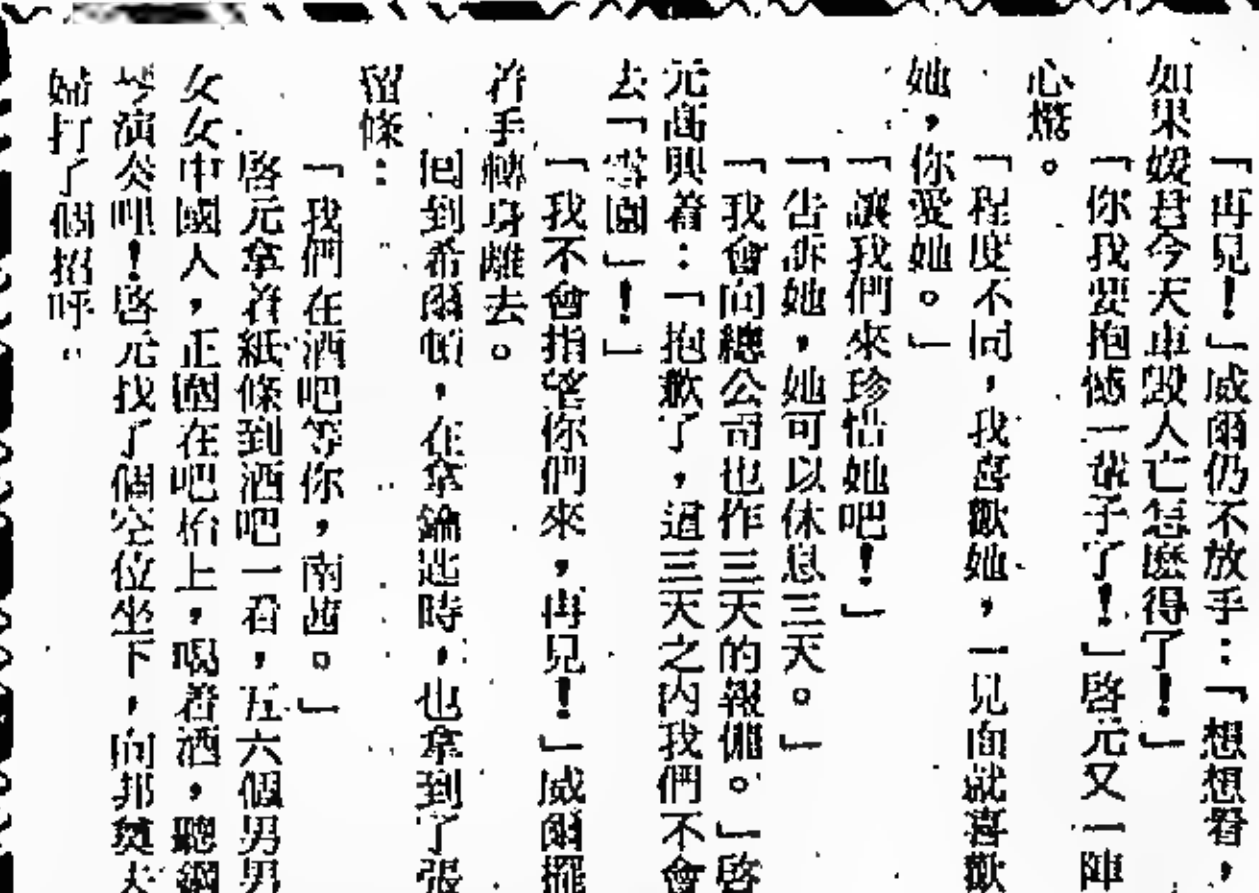 「再見！」威爾仍不放手：「想想看，
如果媛君今天車毀人亡怎麽得了！」
「你我要抱憾一輩子了！」啓元又一陣
心燃。
「程度不同，我喜歡她，一見面就喜歡
她，你愛她。」
「讓我們來珍惜她吧！」
「告訴她，她可以休息三天。」
「我會向總公司也作三天的報備。」啓
元高興着：「抱歉了，這三天之內我們不會
去「雲園」！」
「我不會指望你們來，再見！」威爾擺
着手轉身離去。
回到希爾頓，在拿鑰匙時，也拿到了張
留條：
「我們在酒吧等你，南茜。」
啓元拿着紙條到酒吧一看，五六個男男
女女中國人，正圍在吧枱上，喝着酒，聽鋼
琴演奏哩！啓元找了個空位坐下，向邦奠夫
婦打了個招呼。